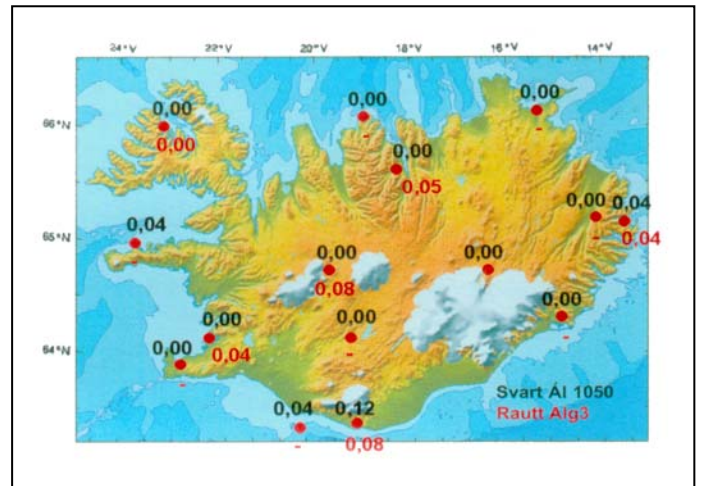 24°V 22°V 20°V 18°V 16°V 14°V
0,00 0,00 0,00
66°N
- -
0,00
0,00
0,05
0,00 0,04
0,04
65°N
- 0,04
-
0,00 0,00
0,08
0,00
0,00 0,00
0,04
- -
0,00
64°N
-
0,04 0,12
- 0,08
Svart Ál 1050
Rautt Alg3